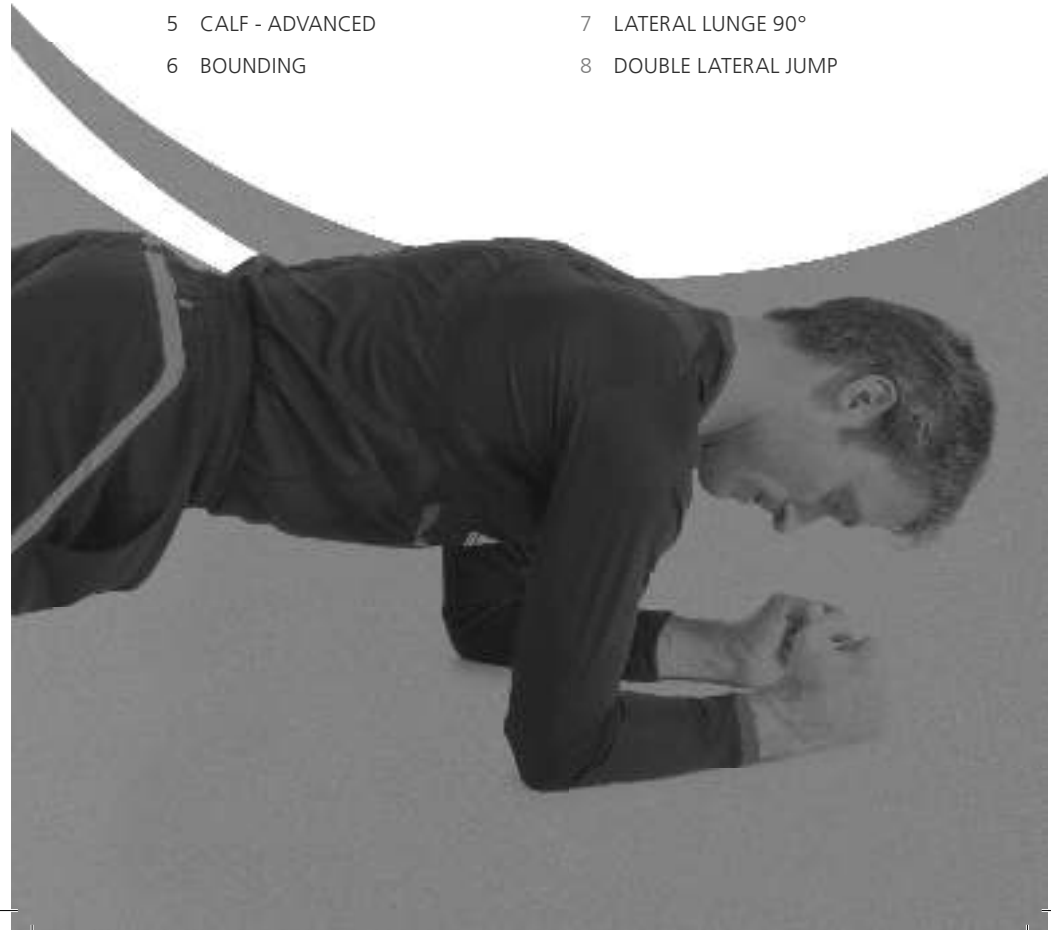 5 CALF - ADVANCED
6 BOUNDING
7 LATERAL LUNGE 90°
8 DOUBLE LATERAL JUMP